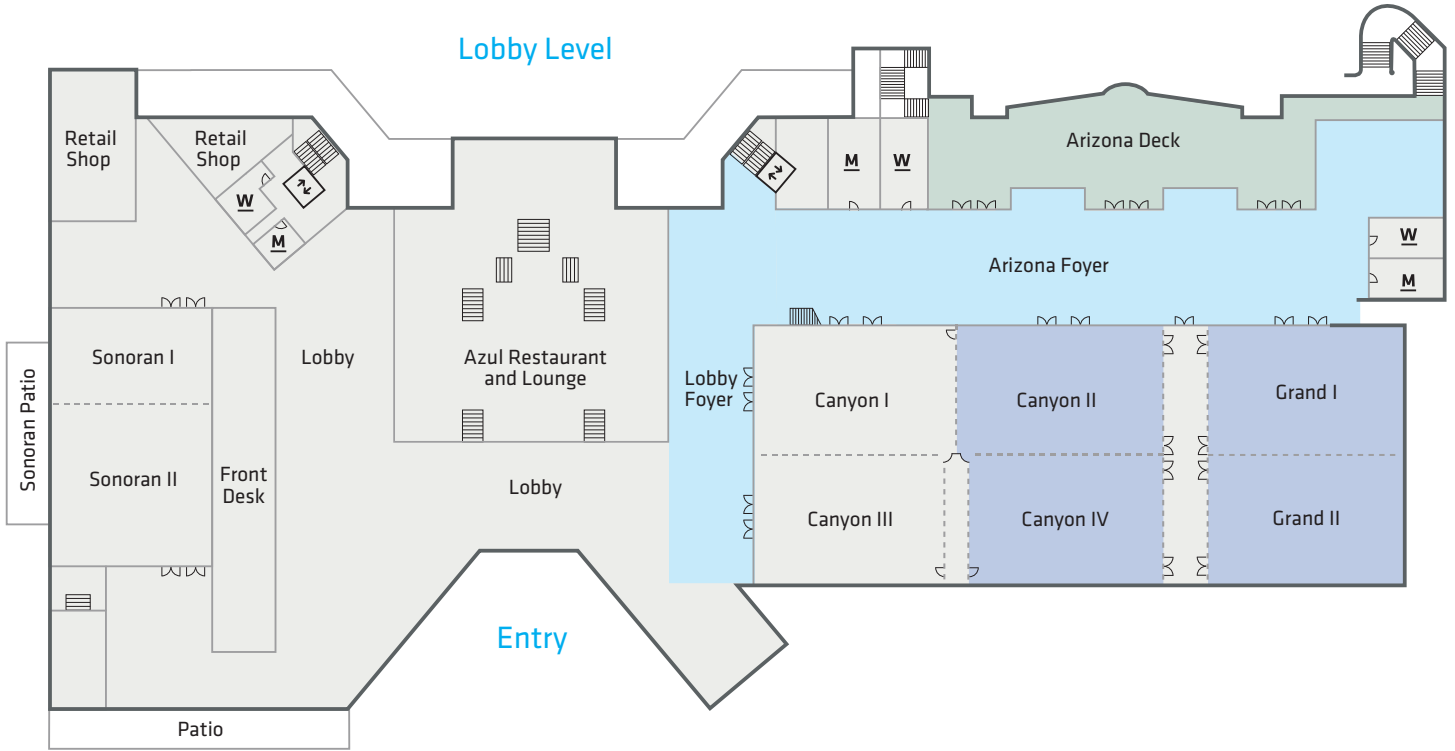 Lobby Level
Retail
Shop
Retail
Shop
W
M
M
W
Arizona Deck
Arizona Foyer
W
M
Sonoran Patio
Sonoran I
Sonoran II
Front
Desk
Lobby
Azul Restaurant
and Lounge
Lobby
Lobby
Foyer
Canyon I
Canyon II
Grand I
Canyon III
Canyon IV
Grand II
Entry
Patio